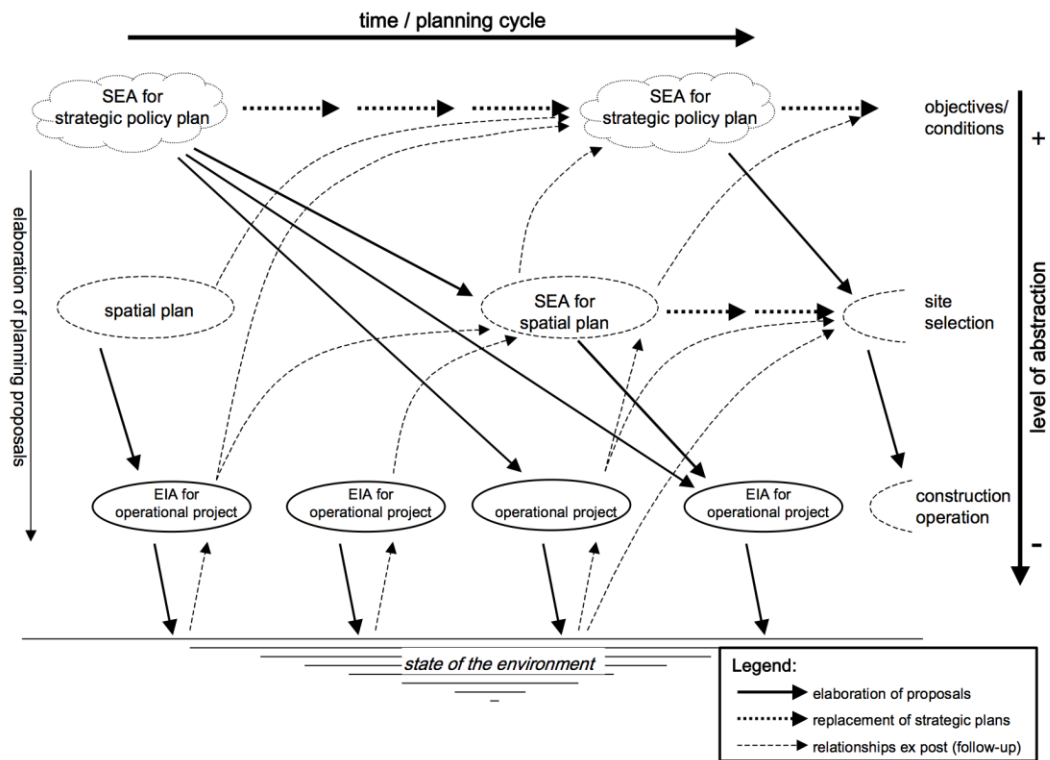 time / planning cycle
SEA for
strategic policy plan
SEA for
strategic policy plan
objectives/
conditions
+
elaboration of planning proposals
level of abstraction
spatial plan
SEA for
spatial plan
site
selection
EIA for
operational project
EIA for
operational project
operational project
EIA for
operational project
construction
operation
-
state of the environment
Legend:
elaboration of proposals
replacement of strategic plans
relationships ex post (follow-up)